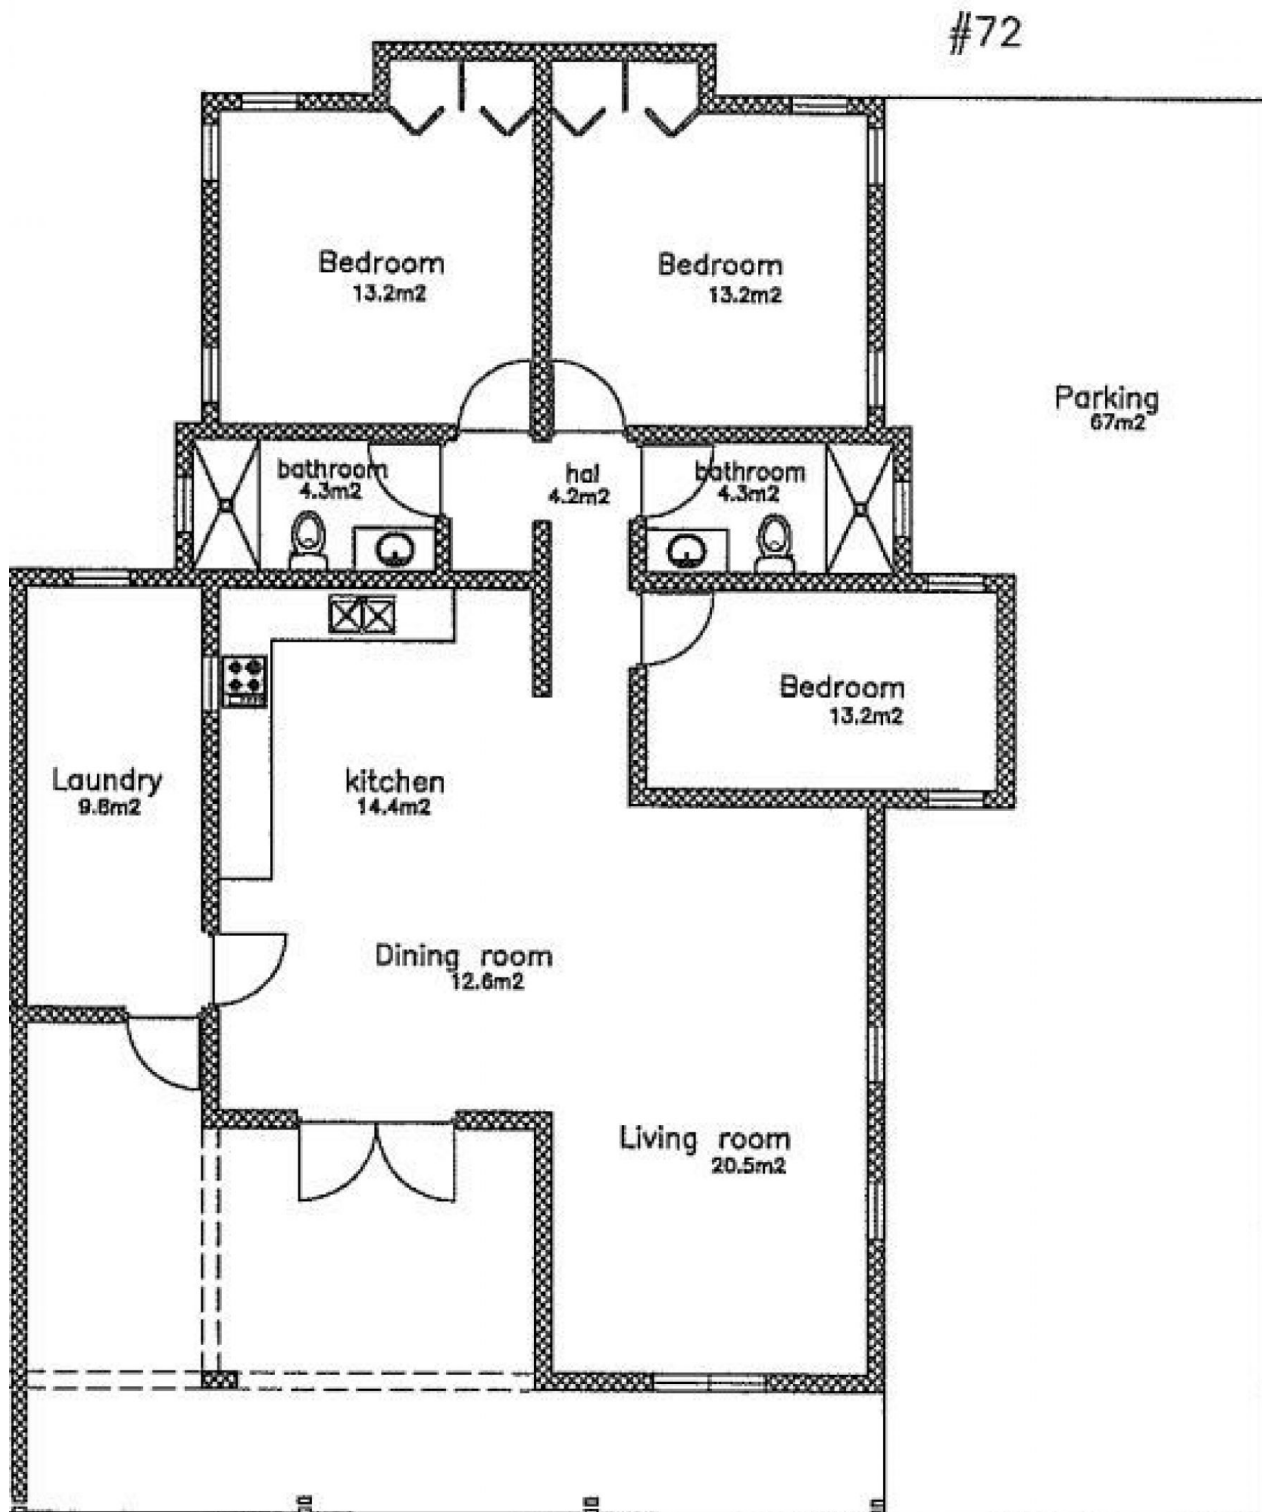 #72
Bedroom
13.2m2
Bedroom
13.2m2
Parking
67m2
bathroom
4.3m2
hal
4.2m2
bathroom
4.3m2
Bedroom
13.2m2
Laundry
9.8m2
kitchen
14.4m2
Dining room
12.6m2
Living room
20.5m2